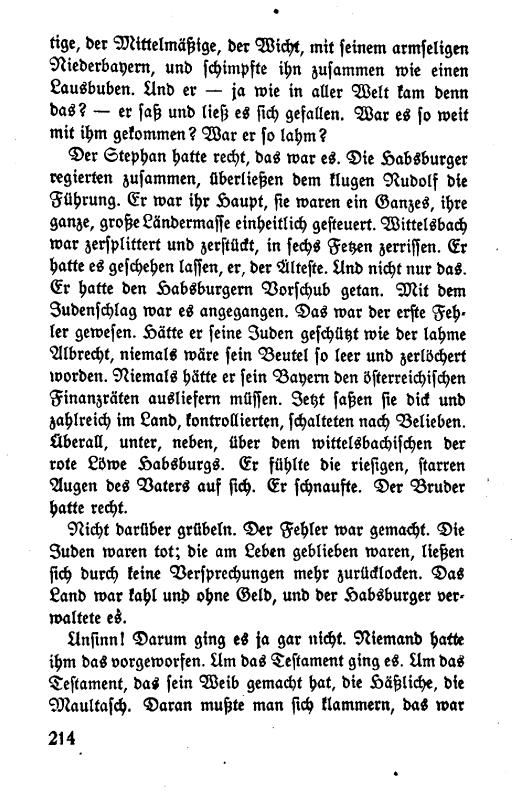 tige, der Mittelmäßige, der Wicht, mit seinem armseligen
Niederbayern, und schimpfte ihn zusammen wie einen
Lausbuben. Und er — ja wie in aller Welt kam denn
das? — er saß und ließ es sich gefallen. War es so weit
mit ihm gekommen? War er so lahm?
Der Stephan hatte recht, das war es. Die Habsburger
regierten zusammen, überließen dem klugen Rudolf die
Führung. Er war ihr Haupt, sie waren ein Ganzes, ihre
ganze, große Ländermasse einheitlich gesteuert. Wittelsbach
war zersplittert und zerstückt, in sechs Fetzen zerrissen. Er
hatte es geschehen lassen, er, der Älteste. Und nicht nur das.
Er hatte den Habsburgern Vorschub getan. Mit dem
Judenschlag war es angegangen. Das war der erste Feh-
ler gewesen. Hätte er seine Juden geschützt wie der lahme
Albrecht, niemals wäre sein Beutel so leer und zerlöchert
worden. Niemals hätte er sein Bayern den österreichischen
Finanzräten ausliefern müssen. Jetzt saßen sie dick und
zahlreich im Land, kontrollierten, schalteten nach Belieben.
Überall, unter, neben, über dem wittelsbachischen der
rote Löwe Habsburgs. Er fühlte die riesigen, starren
Augen des Vaters auf sich. Er schnaufte. Der Bruder
hatte recht.
Nicht darüber grübeln. Der Fehler war gemacht. Die
Juden waren tot; die am Leben geblieben waren, ließen
sich durch keine Versprechungen mehr zurücklocken. Das
Land war kahl und ohne Geld, und der Habsburger ver-
waltete es.
Unsinn! Darum ging es ja gar nicht. Niemand hatte
ihm das vorgeworfen. Um das Testament ging es. Um das
Testament, das sein Weib gemacht hat, die Häßliche, die
Maultasch. Daran mußte man sich klammern, das war
214